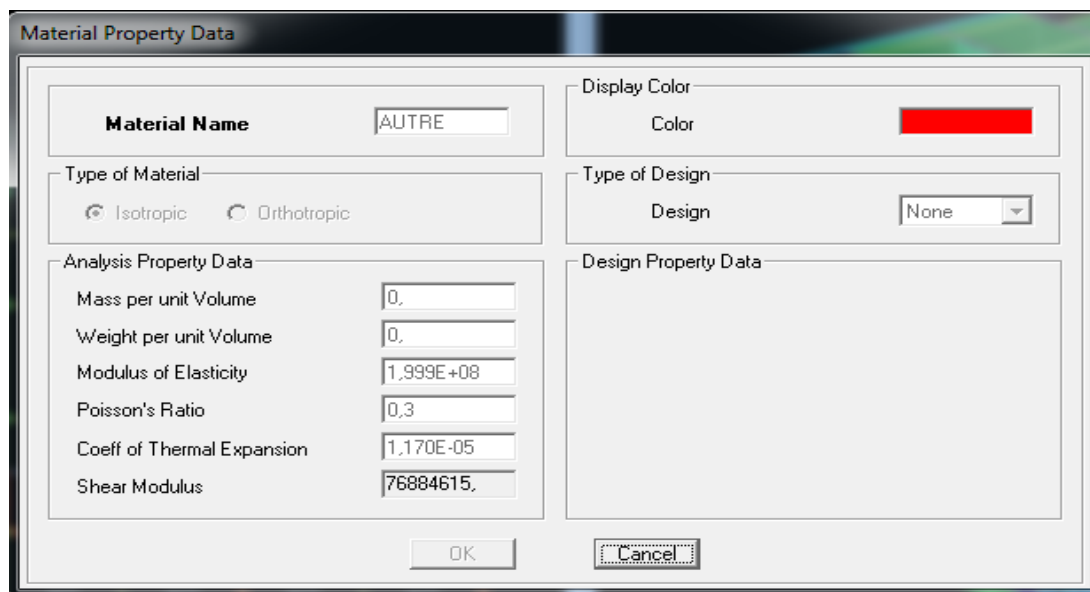 Material Property Data
Material Name AUTRE
Display Color
Color
Type of Material
Isotropic Orthotropic
Type of Design
Design None
Analysis Property Data
Mass per unit Volume 0,
Weight per unit Volume 0,
Modulus of Elasticity 1,999E+08
Poisson's Ratio 0,3
Coeff of Thermal Expansion 1,170E-05
Shear Modulus 76884615,
Design Property Data
OK Cancel